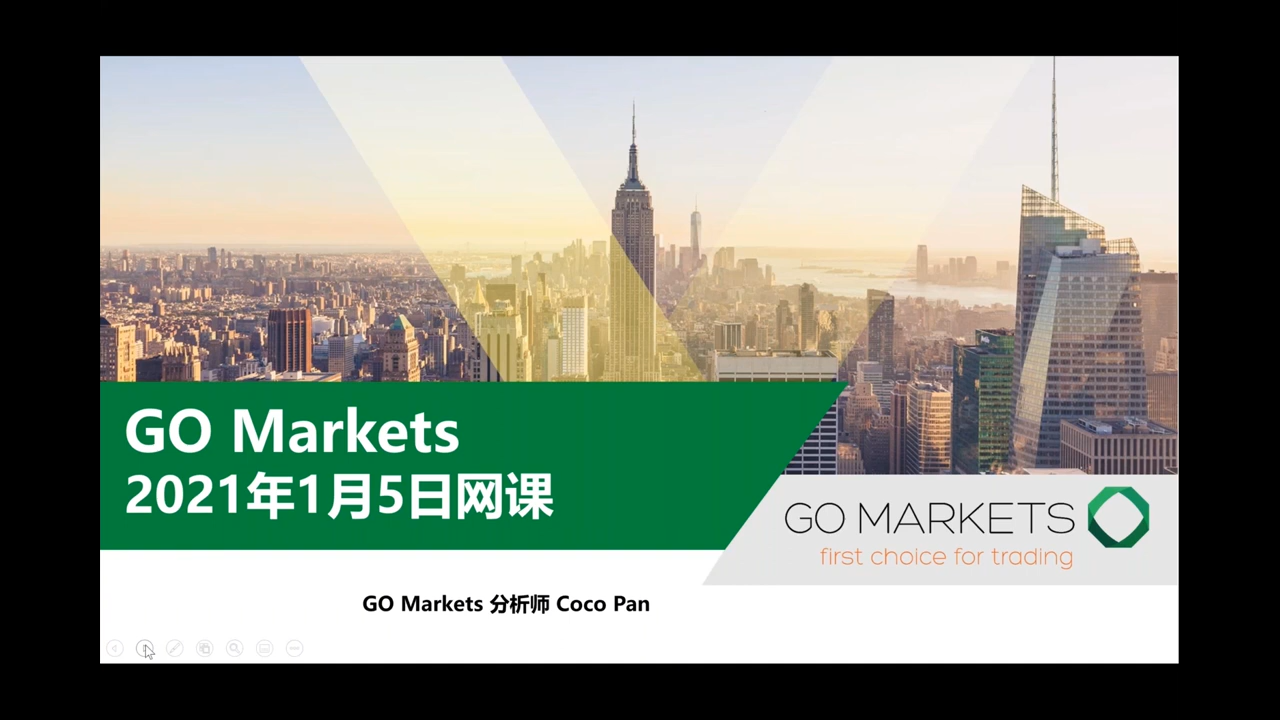 GO Markets
2021年1月5日网课
GO MARKETS
first choice for trading
GO Markets 分析师 Coco Pan